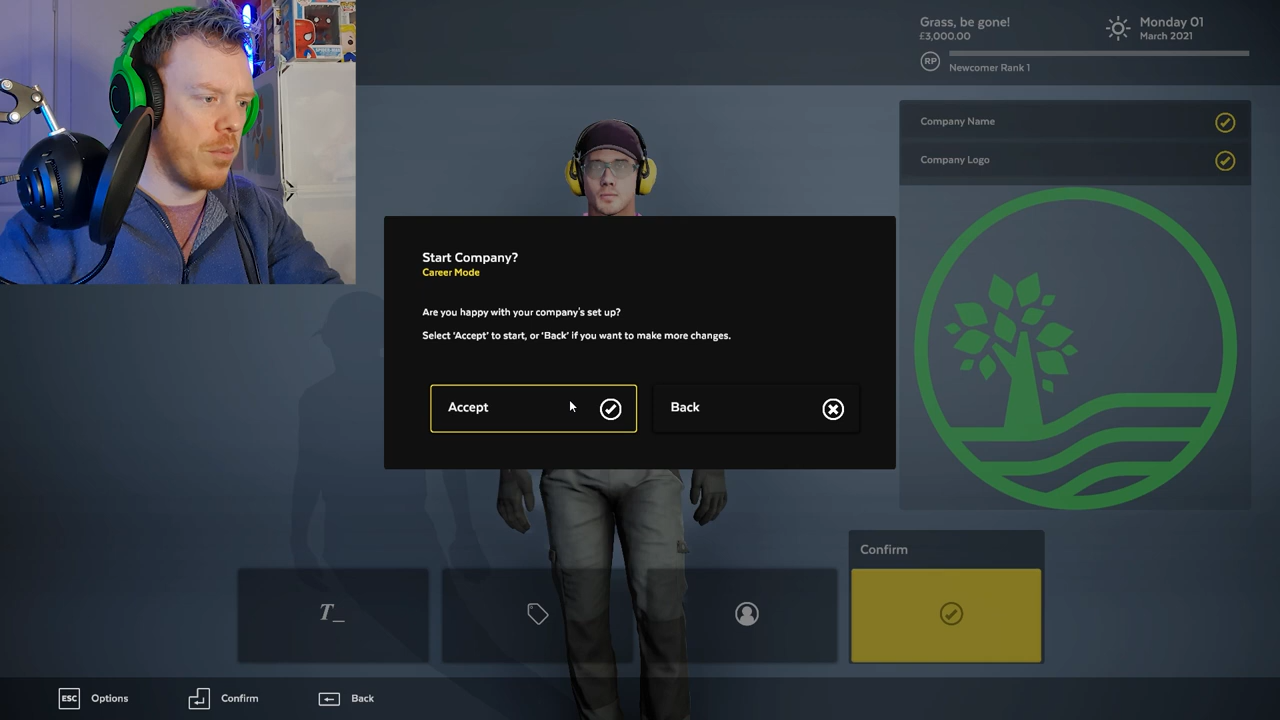 Grass, be gone!
£3,000.00
Monday 01
March 2021
RP
Newcomer Rank 1
Company Name
Company Logo
Start Company?
Career Mode
Are you happy with your company's set up?
Select 'Accept' to start, or 'Back' if you want to make more changes.
Accept
Back
Confirm
T_
ESC Options
Confirm
Back